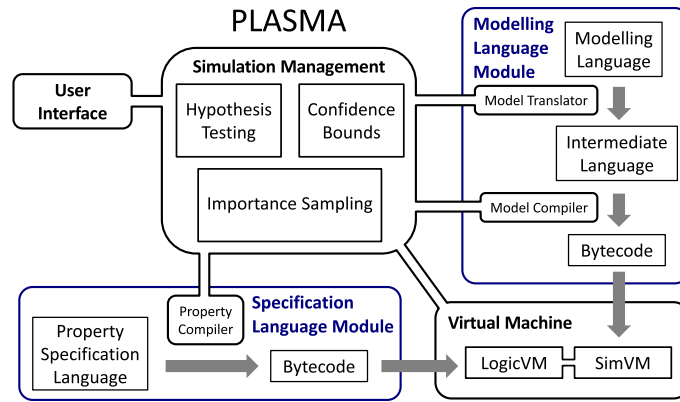 PLASMA
User
Interface
Simulation Management
Hypothesis
Testing
Confidence
Bounds
Importance Sampling
Modelling
Language
Module
Modelling
Language
Model Translator
Intermediate
Language
Model Compiler
Bytecode
Property
Compiler
Specification
Language Module
Property
Specification
Language
Bytecode
Virtual Machine
LogicVM
SimVM